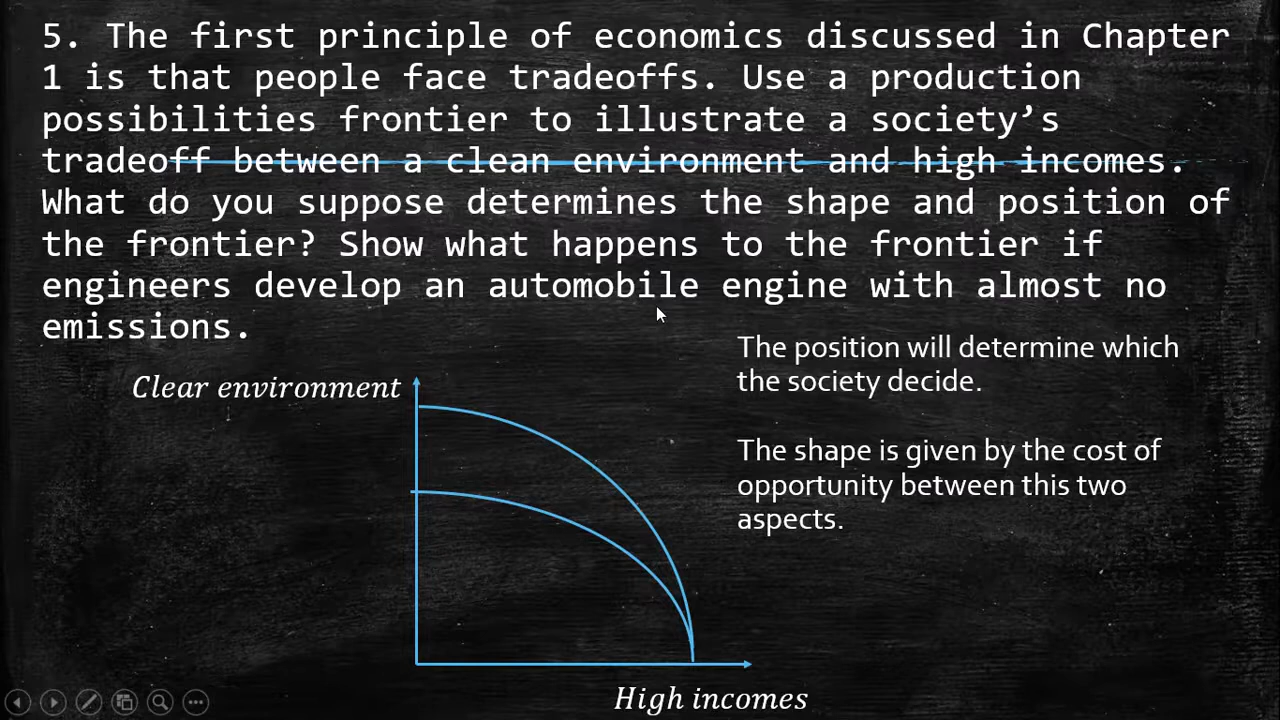 5. The first principle of economics discussed in Chapter
1 is that people face tradeoffs. Use a production
possibilities frontier to illustrate a society’s
tradeoff between a clean environment and high incomes.
What do you suppose determines the shape and position of
the frontier? Show what happens to the frontier if
engineers develop an automobile engine with almost no
emissions.
The position will determine which
the society decide.
The shape is given by the cost of
opportunity between this two
aspects.
Clear environment
High incomes